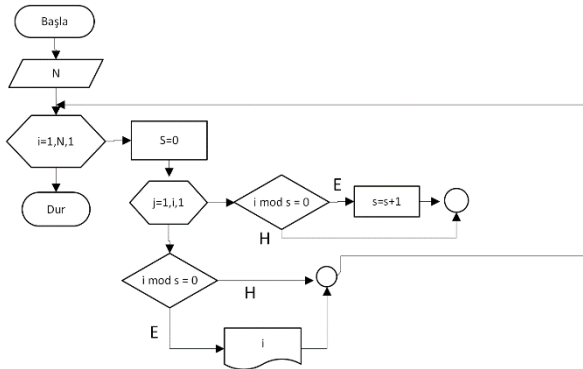 Başla
N
i=1,N,1
S=0
Dur
j=1,i,1
i mod s = 0
E
s=s+1
H
i mod s = 0
H
E
i